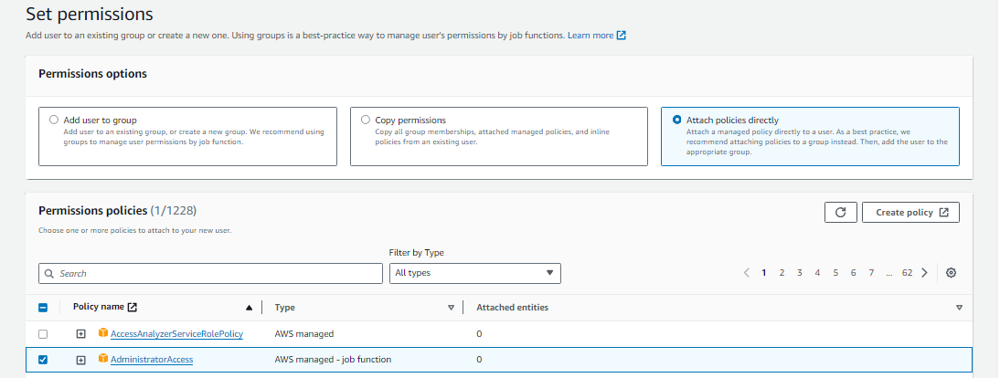 Set permissions
Add user to an existing group or create a new one. Using groups is a best-practice way to manage user's permissions by job functions. Learn more
Permissions options
Add user to group
Add user to an existing group, or create a new group. We recommend using
groups to manage user permissions by job function.
Copy permissions
Copy all group memberships, attached managed policies, and inline
policies from an existing user.
Attach policies directly
Attach a managed policy directly to a user. As a best practice, we
recommend attaching policies to a group instead. Then, add the user to the
appropriate group.
Permissions policies (1/1228)
Create policy
Choose one or more policies to attach to your new user.
Filter by Type
Search
All types
1 2 3 4 5 6 7 ... 62
Policy name Type Attached entities
AccessAnalyzerServiceRolePolicy AWS managed 0
AdministratorAccess AWS managed - job function 0